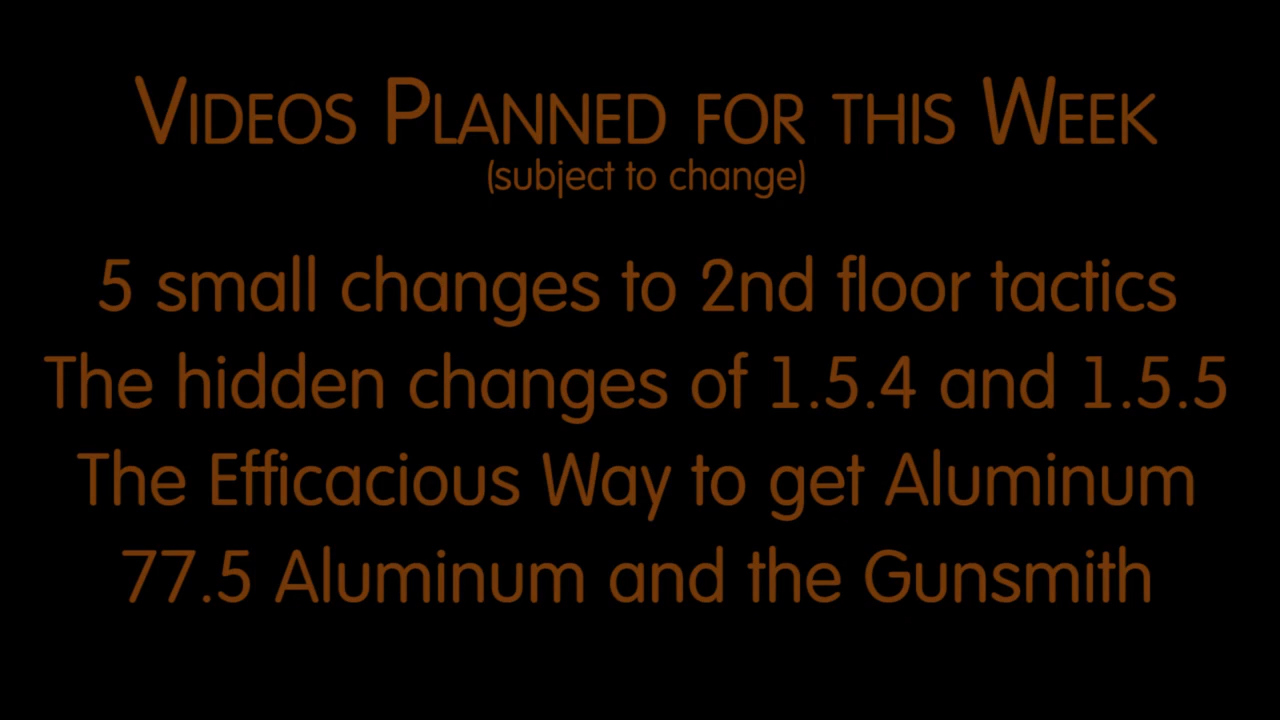 Videos Planned for this Week
(subject to change)
5 small changes to 2nd floor tactics
The hidden changes of 1.5.4 and 1.5.5
The Efficacious Way to get Aluminum
77.5 Aluminum and the Gunsmith